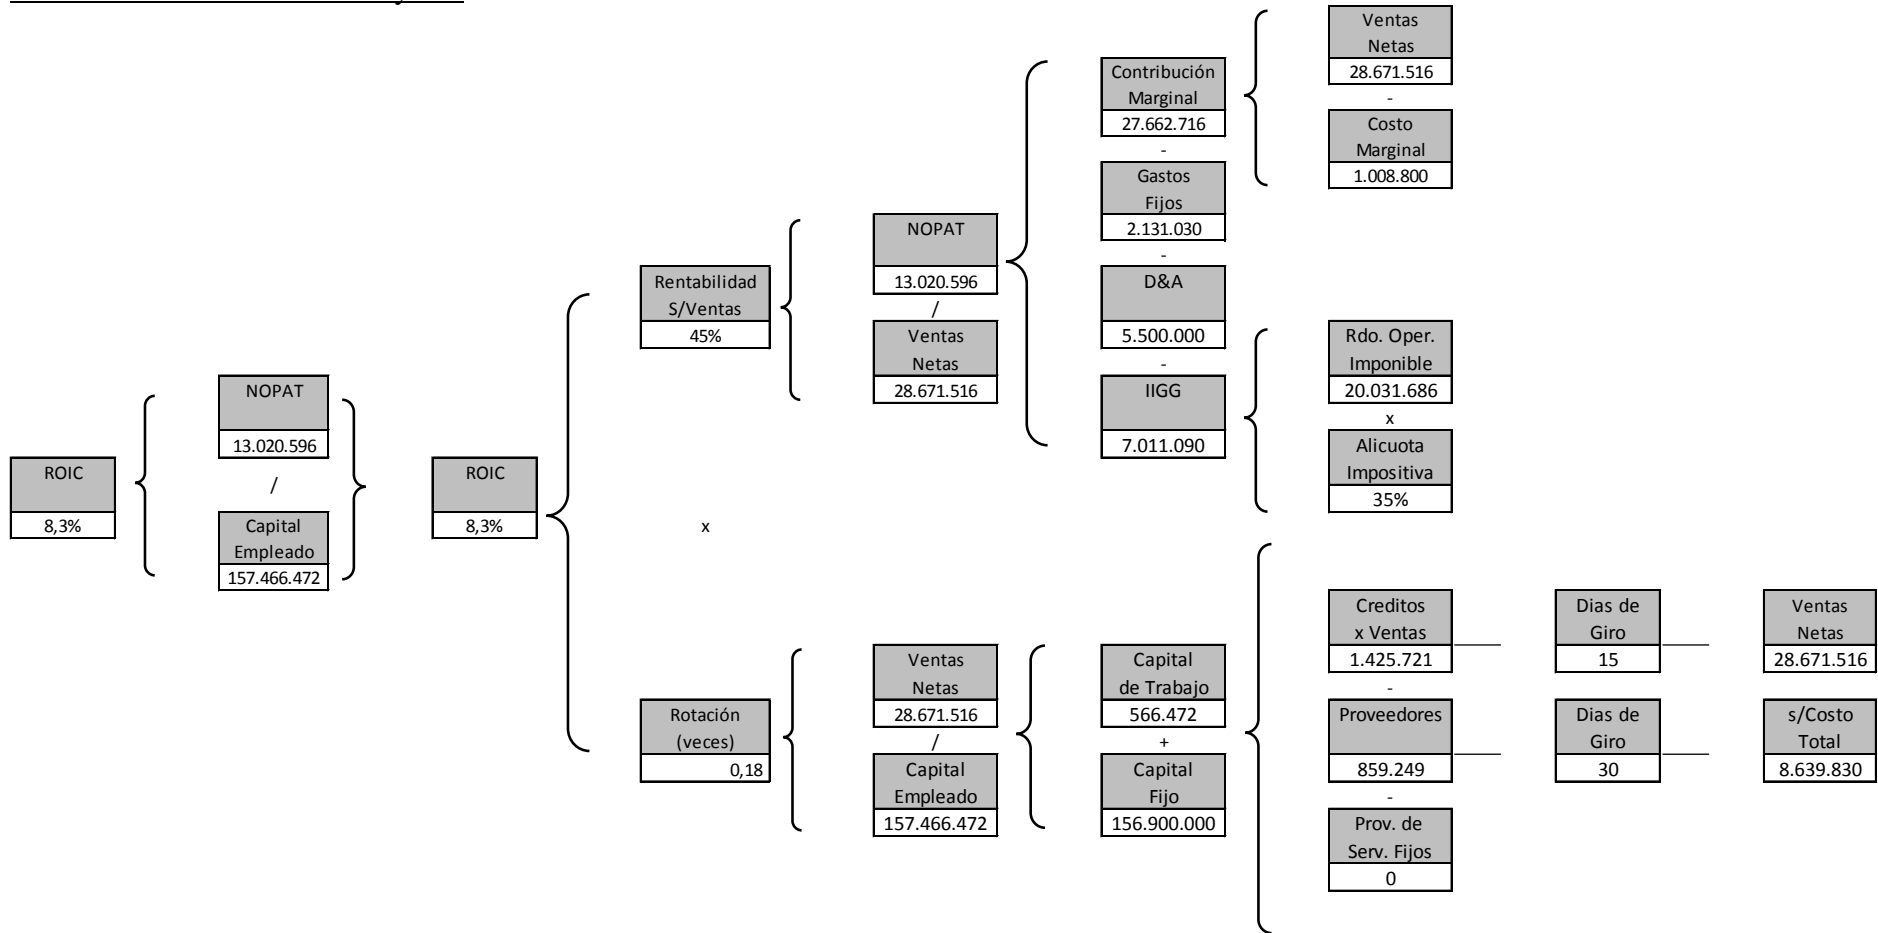 ROIC
8,3%
NOPAT
13.020.596
/
Capital
Empleado
157.466.472
ROIC
8,3%
Rentabilidad
S/Ventas
45%
x
Rotación
(veces)
0,18
NOPAT
13.020.596
/
Ventas
Netas
28.671.516
Ventas
Netas
28.671.516
/
Capital
Empleado
157.466.472
Contribución
Marginal
27.662.716
-
Gastos
Fijos
2.131.030
-
D&A
5.500.000
-
IIGG
7.011.090
Capital
de Trabajo
566.472
+
Capital
Fijo
156.900.000
Ventas
Netas
28.671.516
-
Costo
Marginal
1.008.800
Rdo. Oper.
Imponible
20.031.686
x
Alicuota
Impositiva
35%
Creditos
x Ventas
1.425.721
-
Proveedores
859.249
-
Prov. de
Serv. Fijos
0
Dias de
Giro
15
Dias de
Giro
30
Ventas
Netas
28.671.516
s/Costo
Total
8.639.830